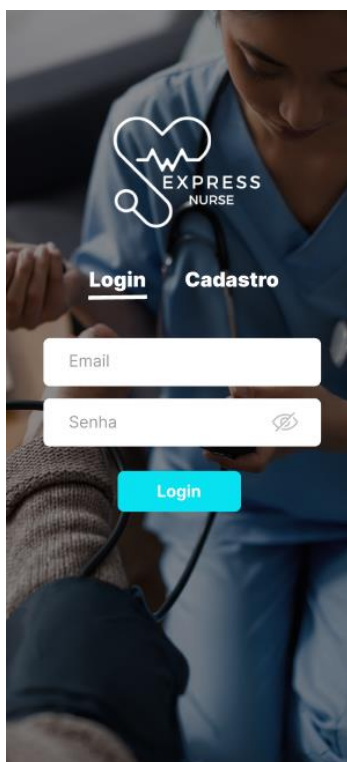 EXPRESS
NURSE
Login Cadastro
Email
Senha
Login